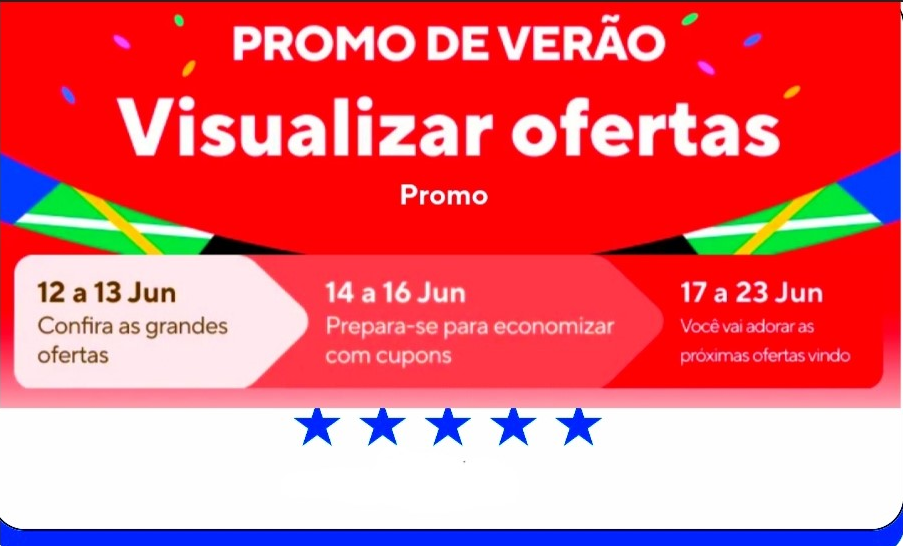 PROMO DE VERÃO
Visualizar ofertas
Promo
12 a 13 Jun
Confira as grandes
ofertas
14 a 16 Jun
Prepara-se para economizar
com cupons
17 a 23 Jun
Você vai adorar as
próximas ofertas vindo